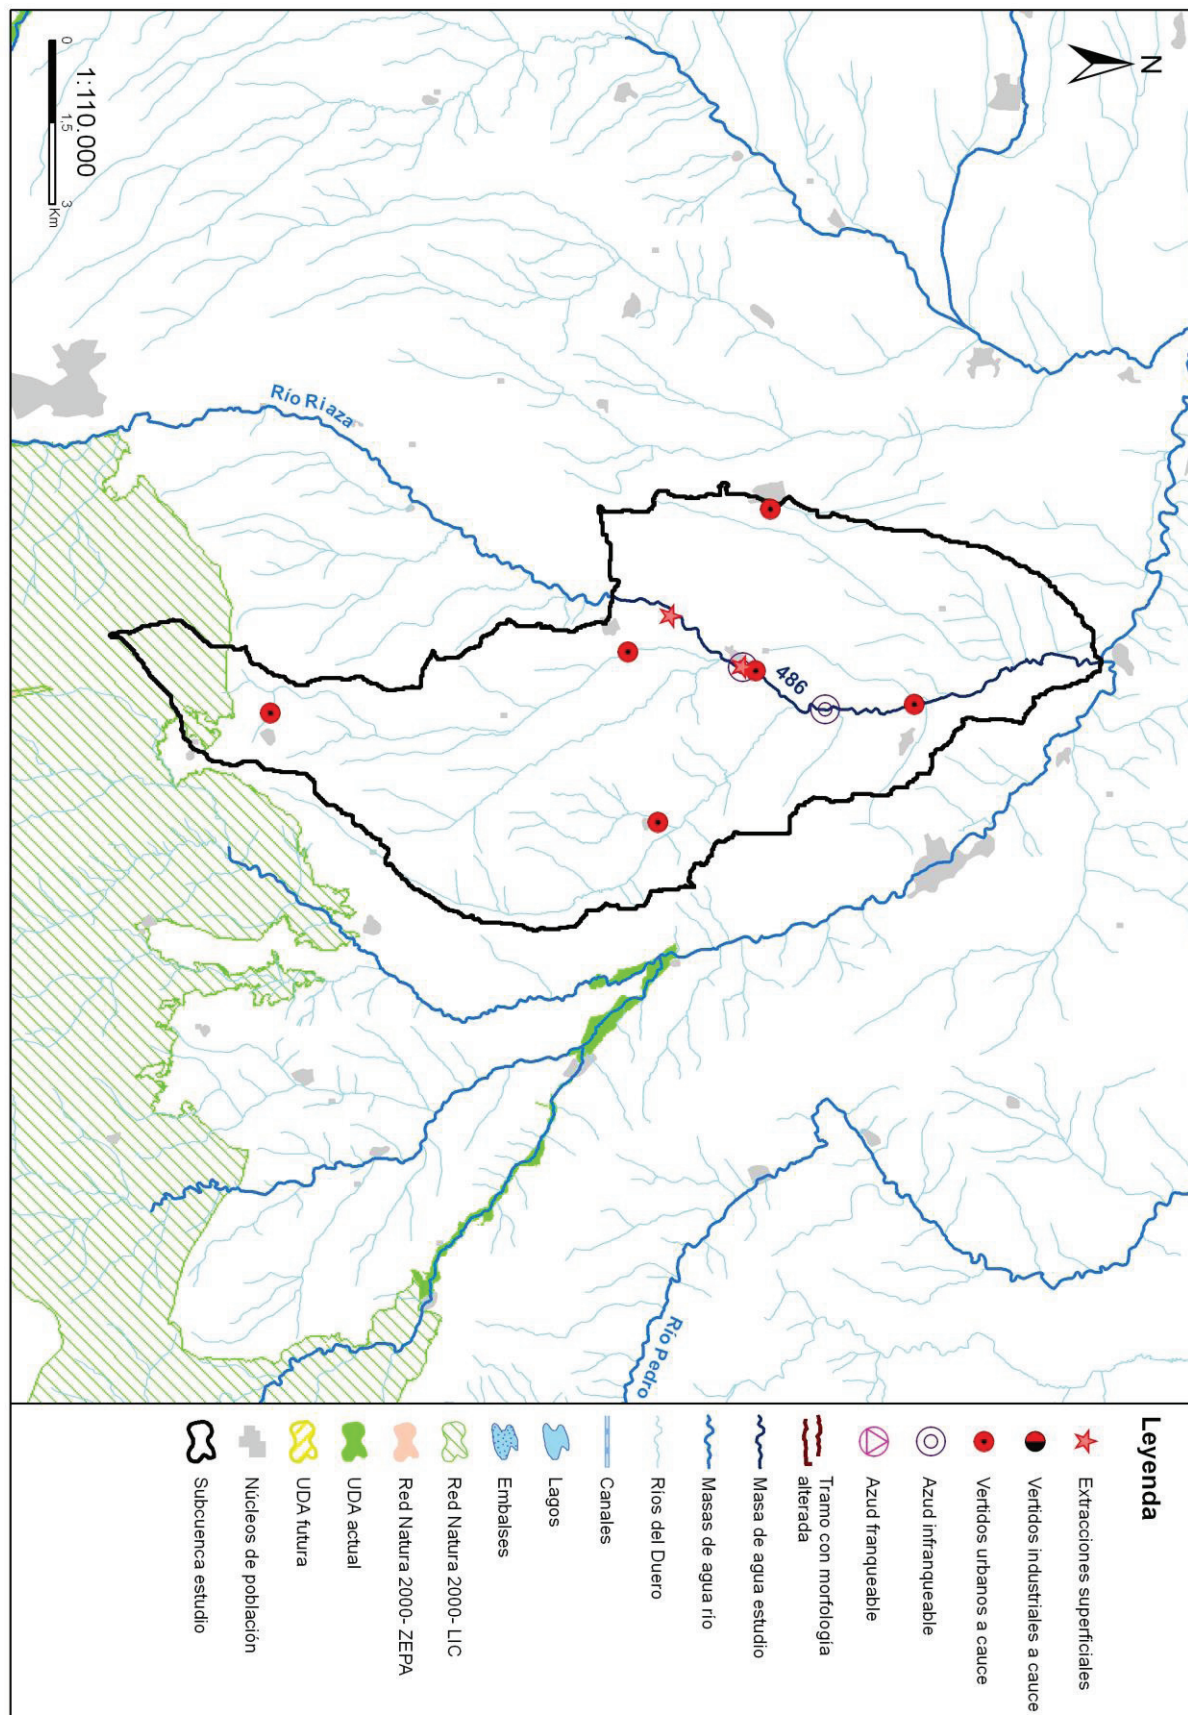 N
0
1,5
3
Km
1:110.000
Río Riaza
486
Río Pedro
Leyenda
Extracciones superficiales
Vertidos industriales a cauce
Vertidos urbanos a cauce
Azud infranqueable
Azud franqueable
Tramo con morfología
alterada
Masa de agua estudio
Masas de agua río
Ríos del Duero
Canales
Lagos
Embalses
Red Natura 2000- LIC
Red Natura 2000- ZEPA
UDA actual
UDA futura
Núcleos de población
Subcuenca estudio